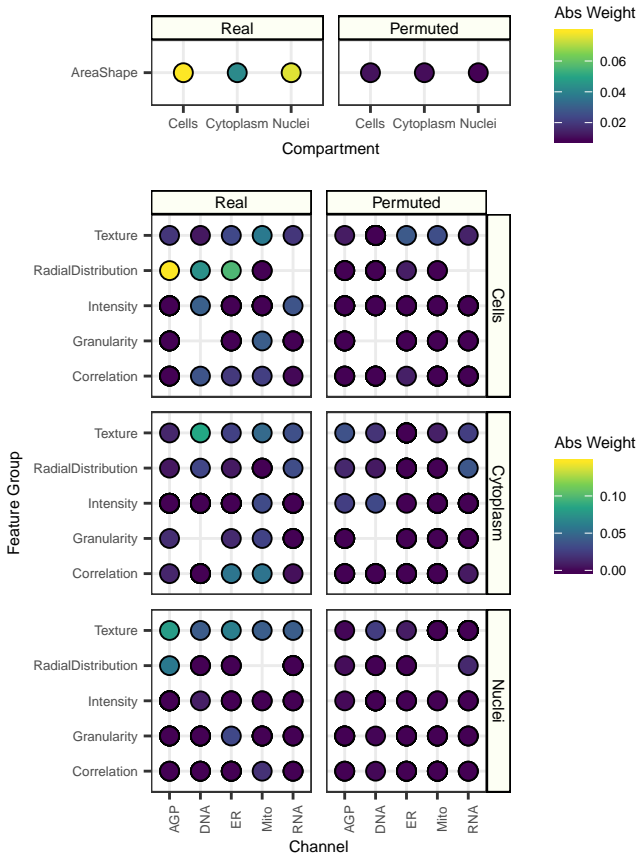 Real Permuted
AreaShape
Cells Cytoplasm Nuclei Cells Cytoplasm Nuclei
Compartment
Abs Weight
0.06
0.04
0.02
Real Permuted
Texture
RadialDistribution
Intensity
Granularity
Correlation
Cells
Texture
RadialDistribution
Intensity
Granularity
Correlation
Cytoplasm
Texture
RadialDistribution
Intensity
Granularity
Correlation
Nuclei
Feature Group
AGP DNA ER Mito RNA AGP DNA ER Mito RNA
Channel
Abs Weight
0.10
0.05
0.00